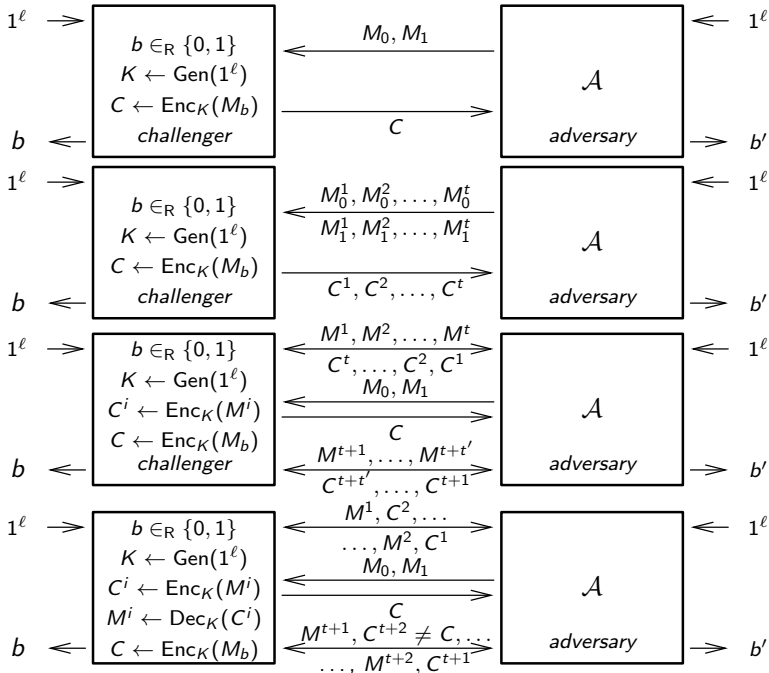 1^ℓ 1^ℓ
b ∈_R {0, 1} M_0, M_1
K ← Gen(1^ℓ) 𝒜
C ← Enc_K(M_b)
b challenger C adversary b′
1^ℓ 1^ℓ
b ∈_R {0, 1} M_0^1, M_0^2, . . . , M_0^t
K ← Gen(1^ℓ) M_1^1, M_1^2, . . . , M_1^t 𝒜
C ← Enc_K(M_b)
b challenger C^1, C^2, . . . , C^t adversary b′
1^ℓ b ∈_R {0, 1} M^1, M^2, . . . , M^t 1^ℓ
K ← Gen(1^ℓ) C^t, . . . , C^2, C^1
C^i ← Enc_K(M^i) M_0, M_1 𝒜
C ← Enc_K(M_b) C
b challenger M^{t+1}, . . . , M^{t+t′} adversary b′
C^{t+t′}, . . . , C^{t+1}
1^ℓ b ∈_R {0, 1} M^1, C^2, . . . 1^ℓ
K ← Gen(1^ℓ) . . . , M^2, C^1
C^i ← Enc_K(M^i) M_0, M_1 𝒜
M^i ← Dec_K(C^i) C
b C ← Enc_K(M_b) M^{t+1}, C^{t+2} ≠ C, . . . adversary b′
. . . , M^{t+2}, C^{t+1}